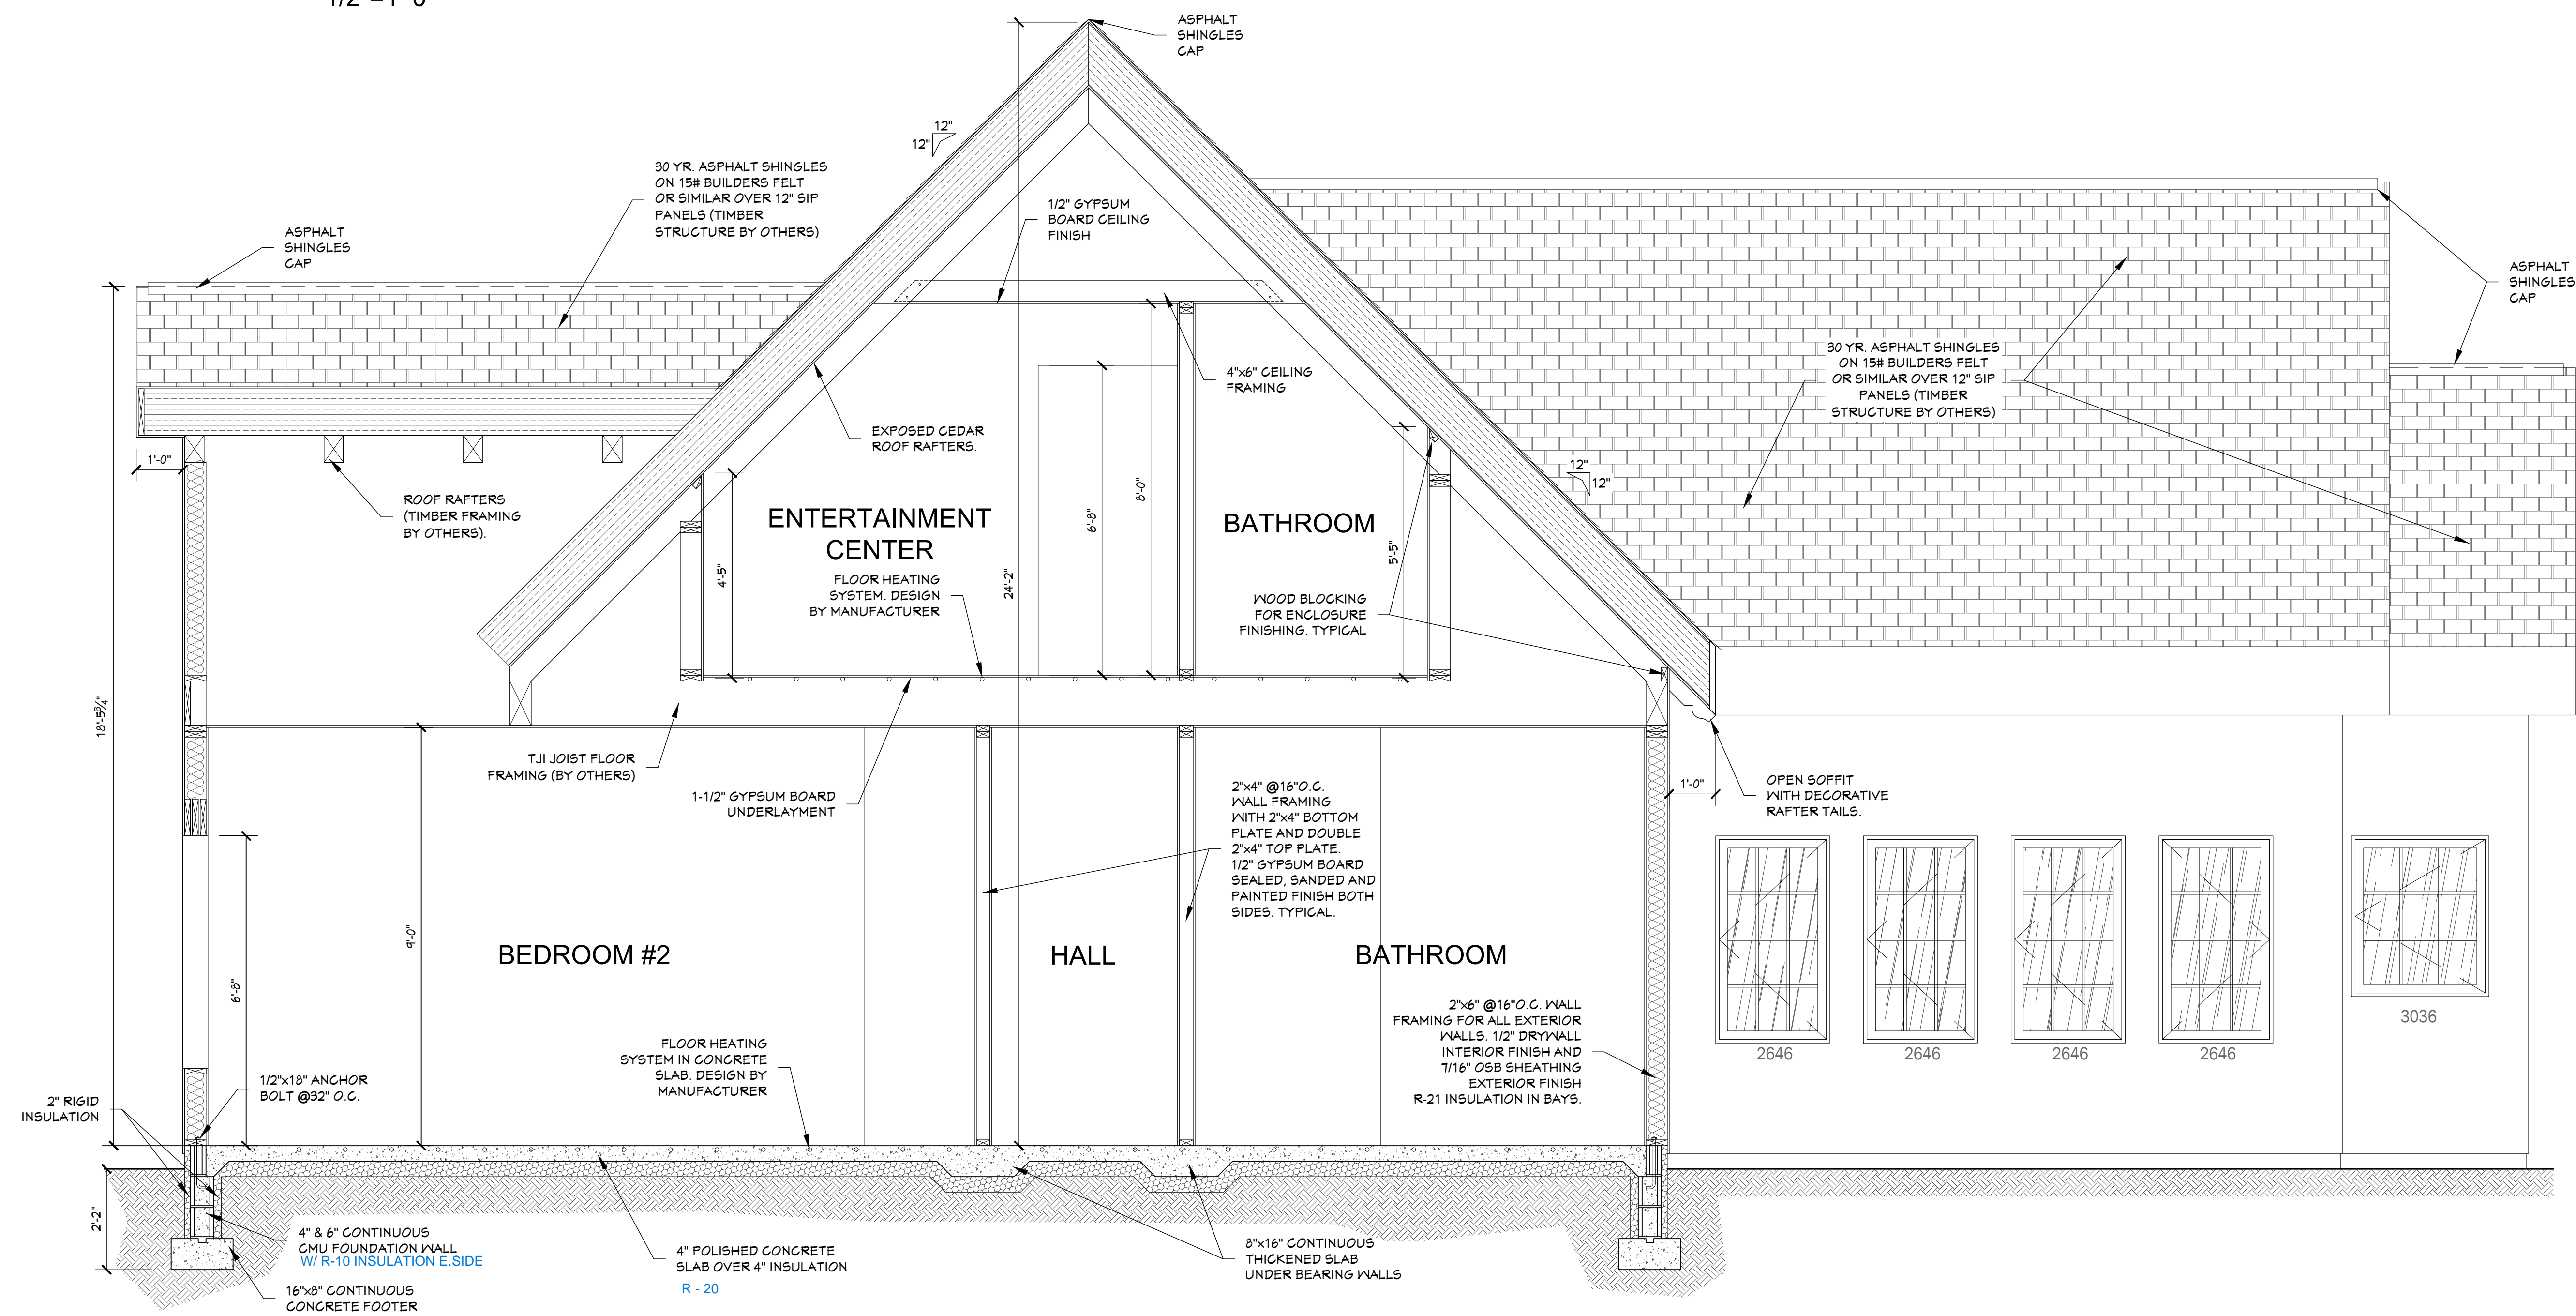 1/2"=1'-0"
ASPHALT
SHINGLES
CAP
12"
12"
30 YR. ASPHALT SHINGLES
ON 15# BUILDERS FELT
OR SIMILAR OVER 12" SIP
PANELS (TIMBER
STRUCTURE BY OTHERS)
1/2" GYPSUM
BOARD CEILING
FINISH
ASPHALT
SHINGLES
CAP
ASPHALT
SHINGLES
CAP
30 YR. ASPHALT SHINGLES
ON 15# BUILDERS FELT
OR SIMILAR OVER 12" SIP
PANELS (TIMBER
STRUCTURE BY OTHERS)
4"x6" CEILING
FRAMING
EXPOSED CEDAR
ROOF RAFTERS.
1'-0"
12"
12"
ROOF RAFTERS
(TIMBER FRAMING
BY OTHERS).
ENTERTAINMENT
CENTER
BATHROOM
6'-8"
8'-0"
5'-5"
4'-5"
24'-2"
FLOOR HEATING
SYSTEM. DESIGN
BY MANUFACTURER
WOOD BLOCKING
FOR ENCLOSURE
FINISHING. TYPICAL
18'-5¾"
TJI JOIST FLOOR
FRAMING (BY OTHERS)
1-1/2" GYPSUM BOARD
UNDERLAYMENT
2"x4" @16"O.C.
WALL FRAMING
WITH 2"x4" BOTTOM
PLATE AND DOUBLE
2"x4" TOP PLATE.
1/2" GYPSUM BOARD
SEALED, SANDED AND
PAINTED FINISH BOTH
SIDES. TYPICAL.
1'-0"
OPEN SOFFIT
WITH DECORATIVE
RAFTER TAILS.
9'-0"
6'-8"
BEDROOM #2
HALL
BATHROOM
2"x6" @16"O.C. WALL
FRAMING FOR ALL EXTERIOR
WALLS. 1/2" DRYWALL
INTERIOR FINISH AND
7/16" OSB SHEATHING
EXTERIOR FINISH
R-21 INSULATION IN BAYS.
3036
2646
2646
2646
2646
FLOOR HEATING
SYSTEM IN CONCRETE
SLAB. DESIGN BY
MANUFACTURER
1/2"x18" ANCHOR
BOLT @32" O.C.
2" RIGID
INSULATION
2'-2"
4" & 6" CONTINUOUS
CMU FOUNDATION WALL
W/ R-10 INSULATION E.SIDE
16"x8" CONTINUOUS
CONCRETE FOOTER
4" POLISHED CONCRETE
SLAB OVER 4" INSULATION
R - 20
8"x16" CONTINUOUS
THICKENED SLAB
UNDER BEARING WALLS